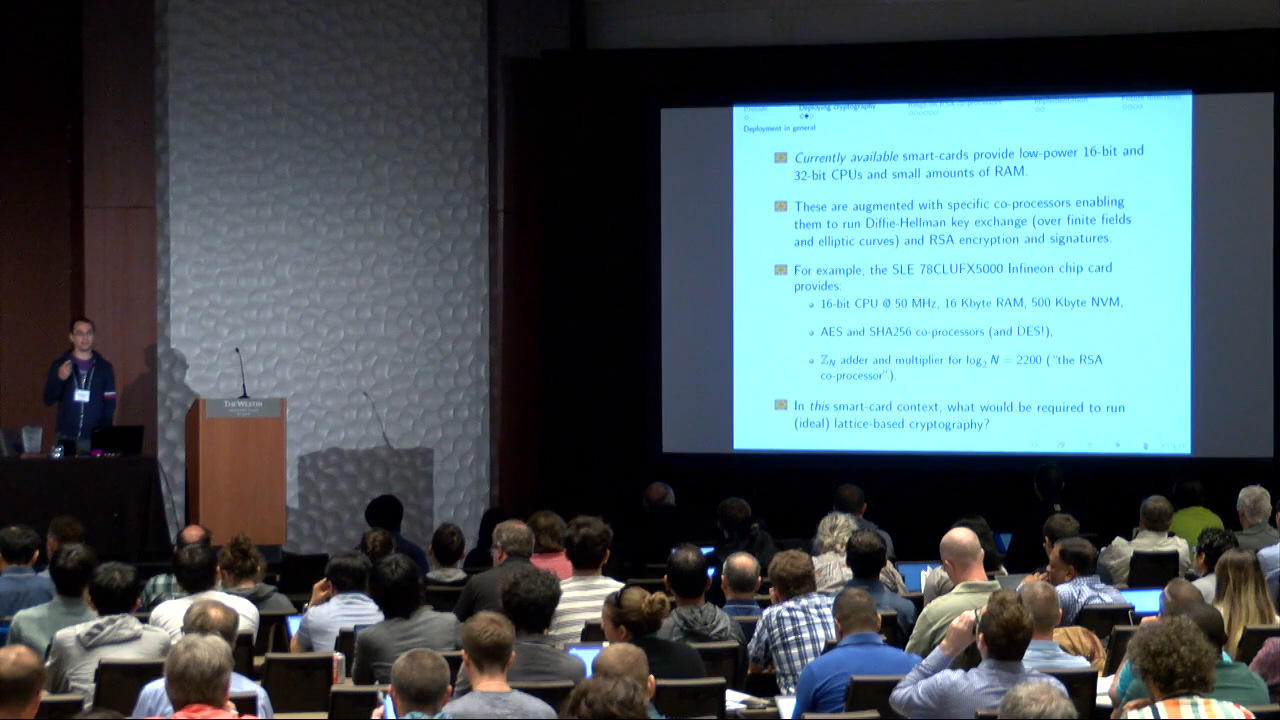 Deploying cryptography
Deployment in general
Currently available smart-cards provide low-power 16-bit and
32-bit CPUs and small amounts of RAM.
These are augmented with specific co-processors enabling
them to run Diffie-Hellman key exchange (over finite fields
and elliptic curves) and RSA encryption and signatures.
For example, the SLE 78CLUFX5000 Infineon chip card
provides:
16-bit CPU @ 50 MHz, 16 Kbyte RAM, 500 Kbyte NVM,
AES and SHA256 co-processors (and DES!),
ℤ_N adder and multiplier for log₂ N = 2200 ("the RSA
co-processor").
In this smart-card context, what would be required to run
(ideal) lattice-based cryptography?
THE WESTIN